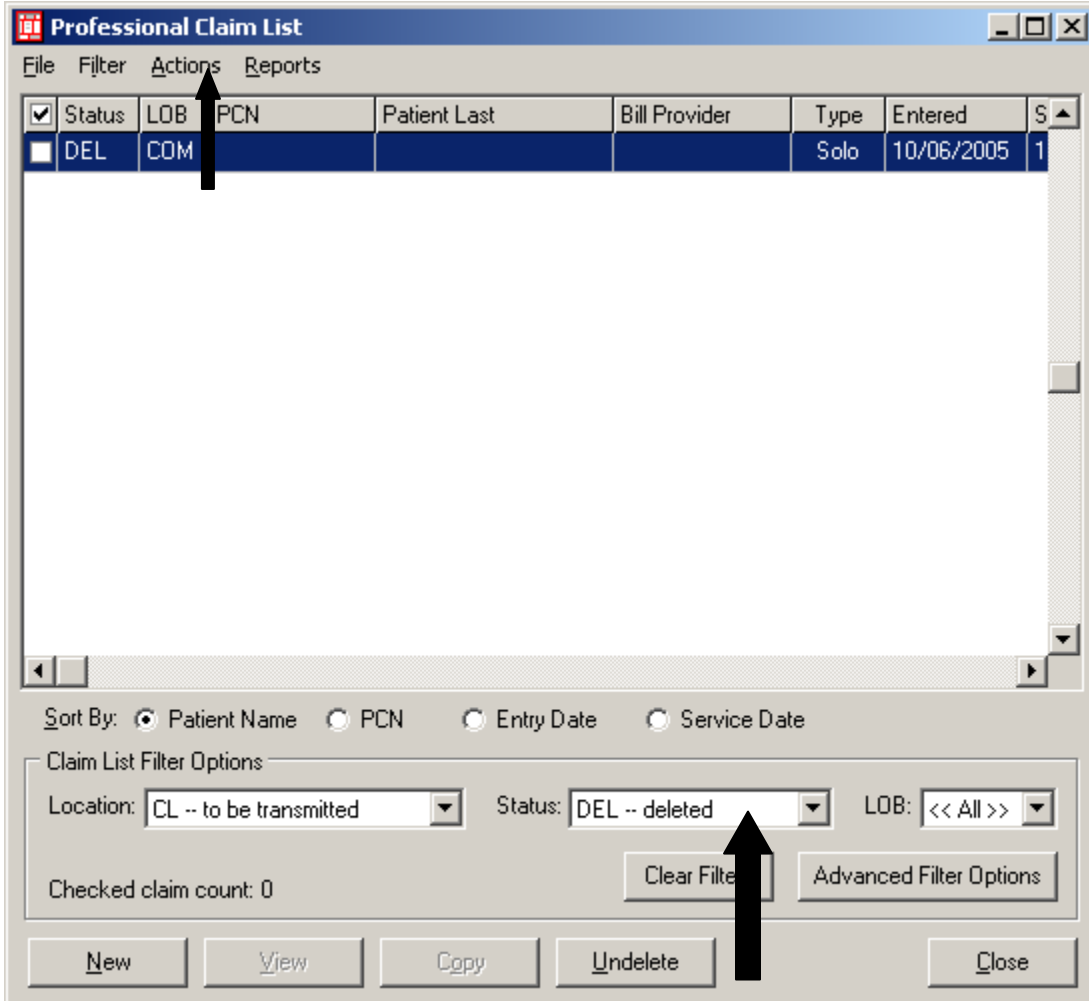 Professional Claim List
File Filter Actions Reports
Status LOB PCN Patient Last Bill Provider Type Entered S
DEL COM Solo 10/06/2005 1
Sort By: Patient Name PCN Entry Date Service Date
Claim List Filter Options
Location: CL -- to be transmitted Status: DEL -- deleted LOB: << All >>
Checked claim count: 0 Clear Filter Advanced Filter Options
New View Copy Undelete Close